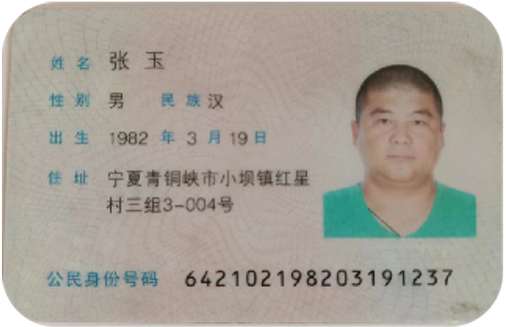 姓名 张玉
性别 男 民族 汉
出生 1982 年 3 月 19 日
住址 宁夏青铜峡市小坝镇红星
村三组3-004号
公民身份号码 642102198203191237